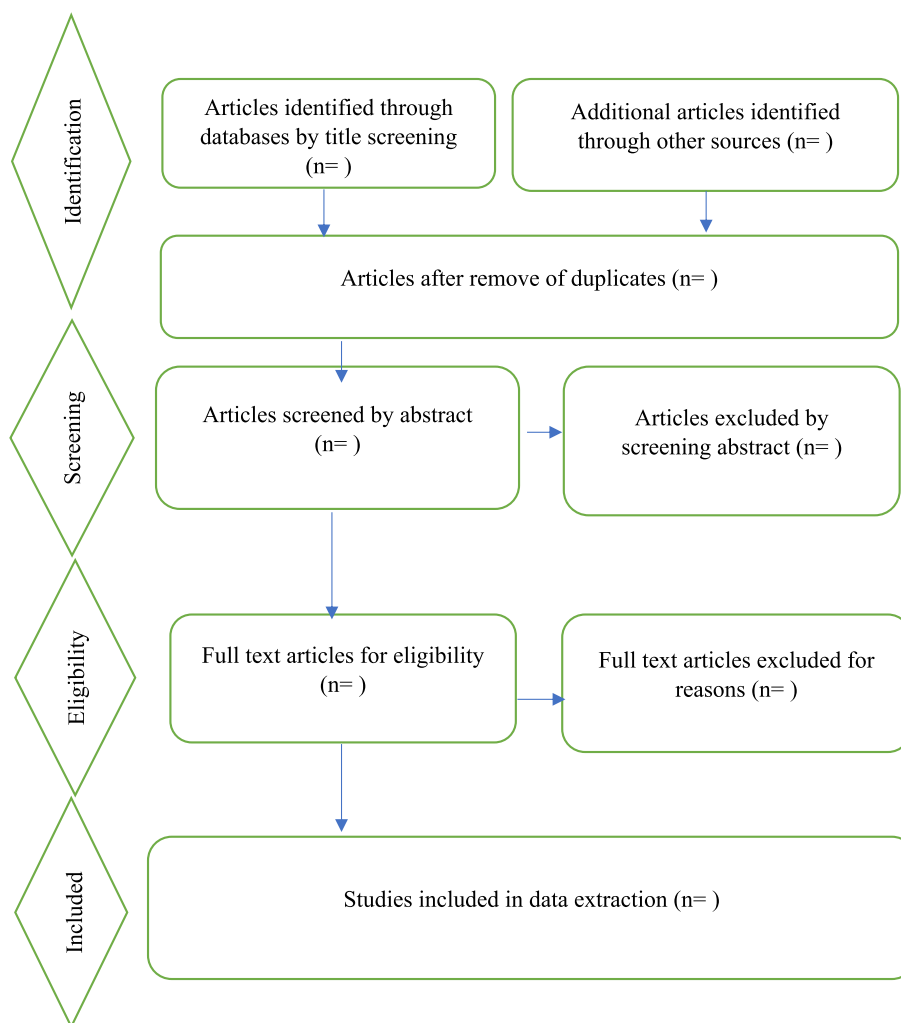 Identification
Articles identified through
databases by title screening
(n= )
Additional articles identified
through other sources (n= )
Articles after remove of duplicates (n= )
Screening
Articles screened by abstract
(n= )
Articles excluded by
screening abstract (n= )
Eligibility
Full text articles for eligibility
(n= )
Full text articles excluded for
reasons (n= )
Included
Studies included in data extraction (n= )